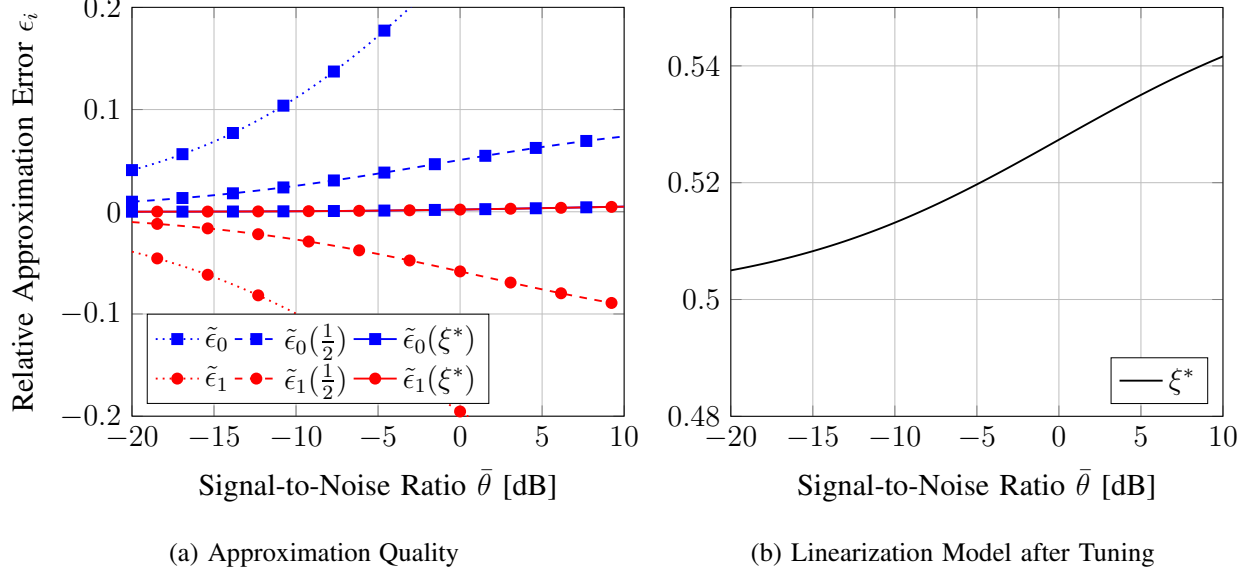 Relative Approximation Error ϵ_i
0.2
0.1
0
−0.1
−0.2
−20 −15 −10 −5 0 5 10
ϵ̃_0 ϵ̃_0(1/2) ϵ̃_0(ξ*)
ϵ̃_1 ϵ̃_1(1/2) ϵ̃_1(ξ*)
Signal-to-Noise Ratio θ̄ [dB]
(a) Approximation Quality
0.54
0.52
0.5
0.48
−20 −15 −10 −5 0 5 10
ξ*
Signal-to-Noise Ratio θ̄ [dB]
(b) Linearization Model after Tuning